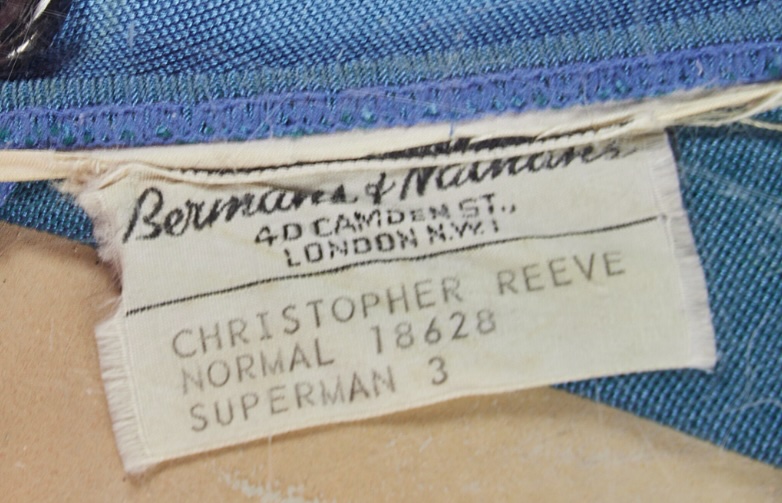 Bermans & Nathans
40 CAMDEN ST.,
LONDON N.W.1
CHRISTOPHER REEVE
NORMAL 18628
SUPERMAN 3